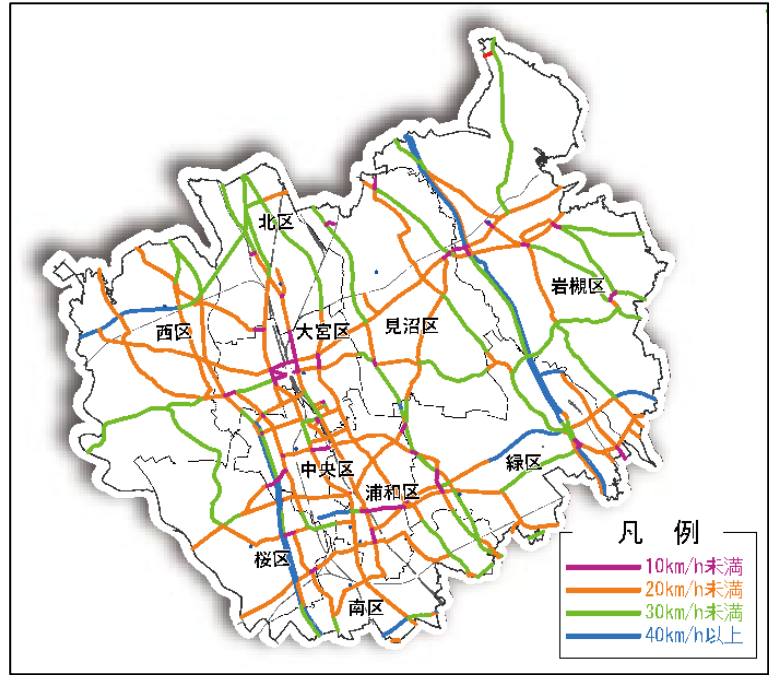 北区
岩槻区
西区
大宮区
見沼区
中央区
緑区
浦和区
桜区
南区
凡 例
10km/h未満
20km/h未満
30km/h未満
40km/h以上